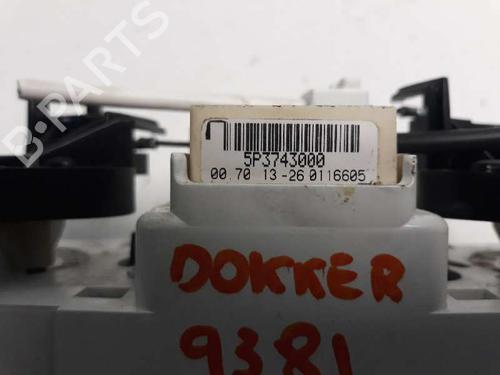 B-PARTS
5P3743000
00.70 13-26 0116605
DOKKER
9381